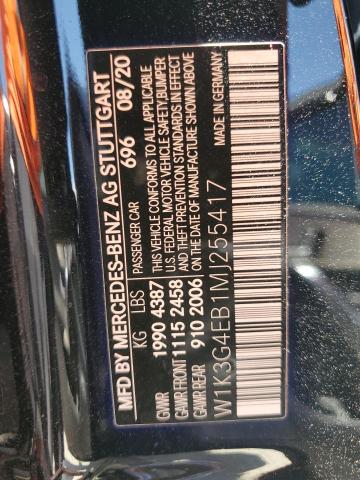 MFD BY MERCEDES-BENZ AG STUTTGART
PASSENGER CAR 696 08/20
KG LBS THIS VEHICLE CONFORMS TO ALL APPLICABLE
GVWR 1990 4387 U.S. FEDERAL MOTOR VEHICLE SAFETY/BUMPER
GAWR FRONT 1115 2458 AND THEFT PREVENTION STANDARDS IN EFFECT
GAWR REAR 910 2006 ON THE DATE OF MANUFACTURE SHOWN ABOVE
W1K3G4EB1MJ255417 MADE IN GERMANY